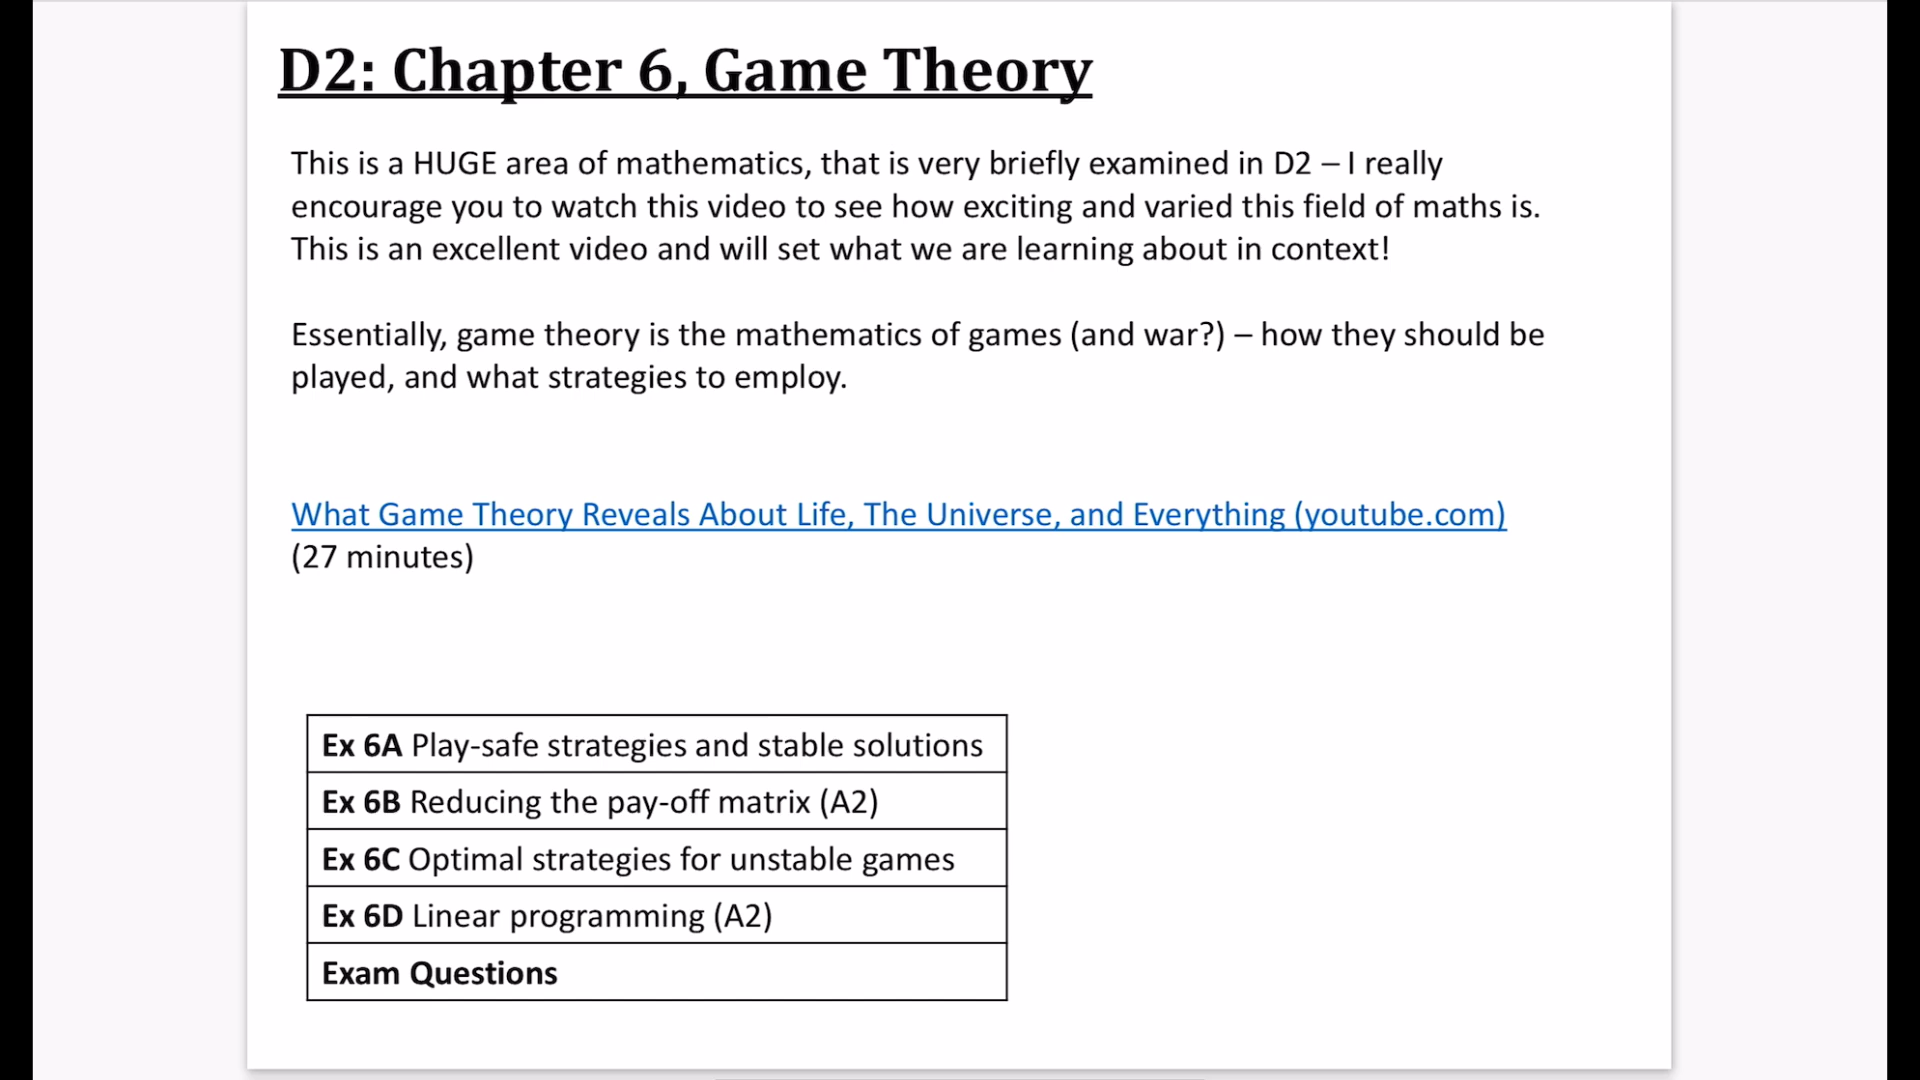 D2: Chapter 6, Game Theory
This is a HUGE area of mathematics, that is very briefly examined in D2 – I really
encourage you to watch this video to see how exciting and varied this field of maths is.
This is an excellent video and will set what we are learning about in context!
Essentially, game theory is the mathematics of games (and war?) – how they should be
played, and what strategies to employ.
What Game Theory Reveals About Life, The Universe, and Everything (youtube.com)
(27 minutes)
Ex 6A Play-safe strategies and stable solutions
Ex 6B Reducing the pay-off matrix (A2)
Ex 6C Optimal strategies for unstable games
Ex 6D Linear programming (A2)
Exam Questions